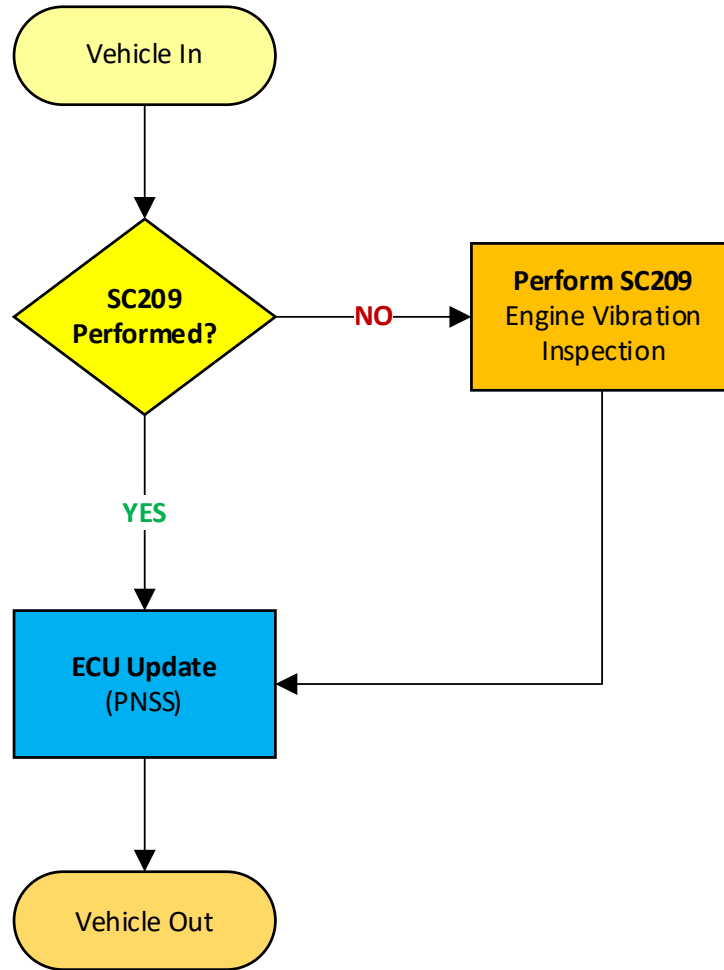 Vehicle In
SC209
Performed?
NO
Perform SC209
Engine Vibration
Inspection
YES
ECU Update
(PNSS)
Vehicle Out